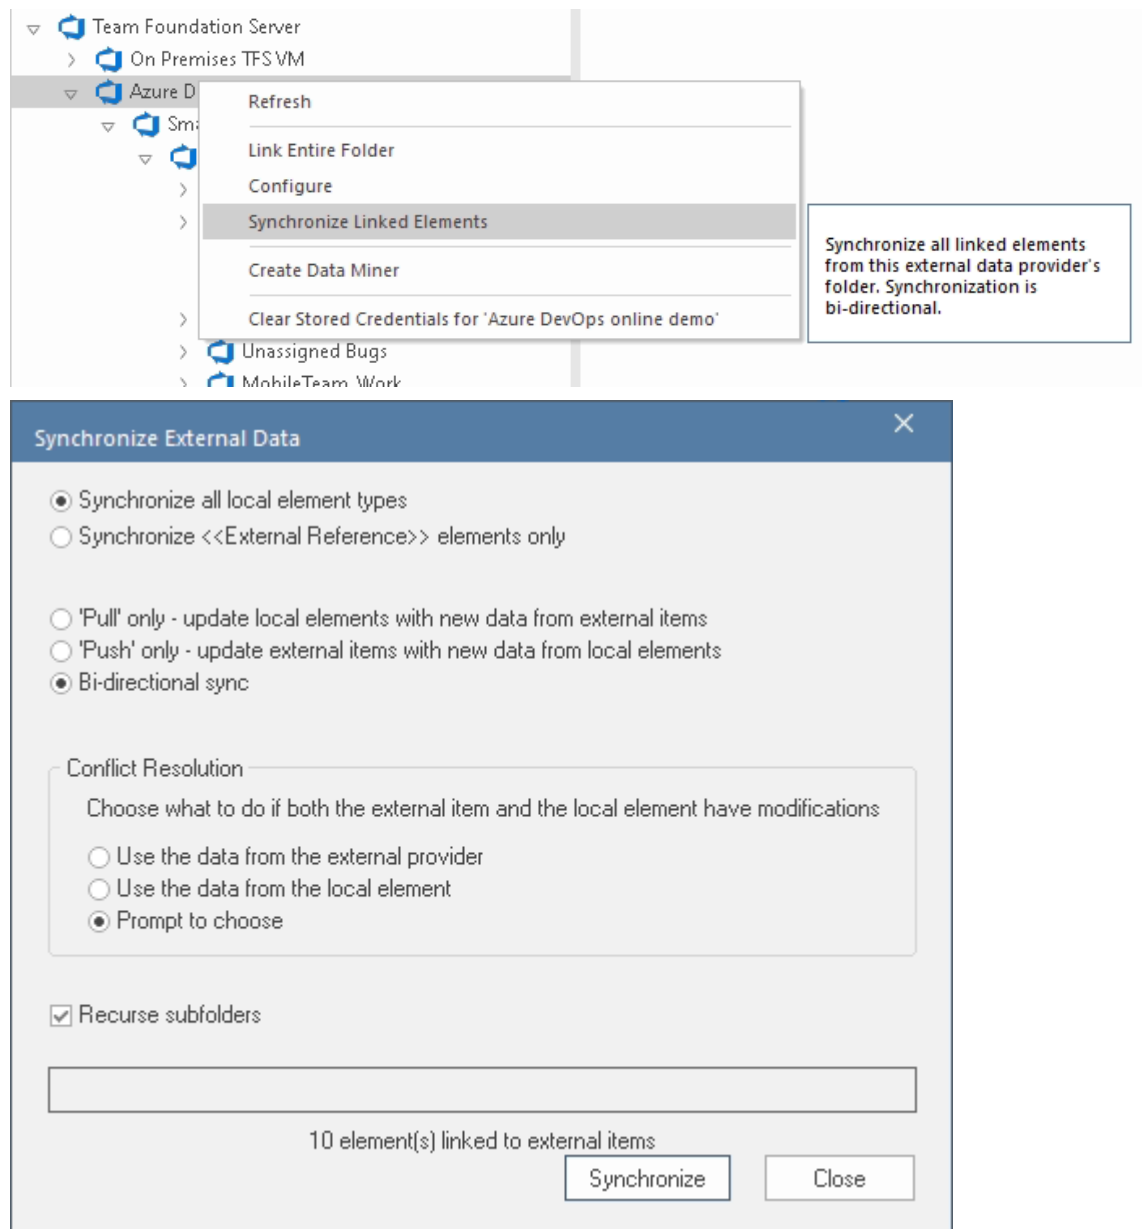 Team Foundation Server
On Premises TFS VM
Azure D
Refresh
Sma
Link Entire Folder
Configure
Synchronize Linked Elements
Synchronize all linked elements
from this external data provider's
folder. Synchronization is
bi-directional.
Create Data Miner
Clear Stored Credentials for 'Azure DevOps online demo'
Unassigned Bugs
MobileTeam Work
Synchronize External Data
Synchronize all local element types
Synchronize <<External Reference>> elements only
'Pull' only - update local elements with new data from external items
'Push' only - update external items with new data from local elements
Bi-directional sync
Conflict Resolution
Choose what to do if both the external item and the local element have modifications
Use the data from the external provider
Use the data from the local element
Prompt to choose
Recurse subfolders
10 element(s) linked to external items
Synchronize
Close